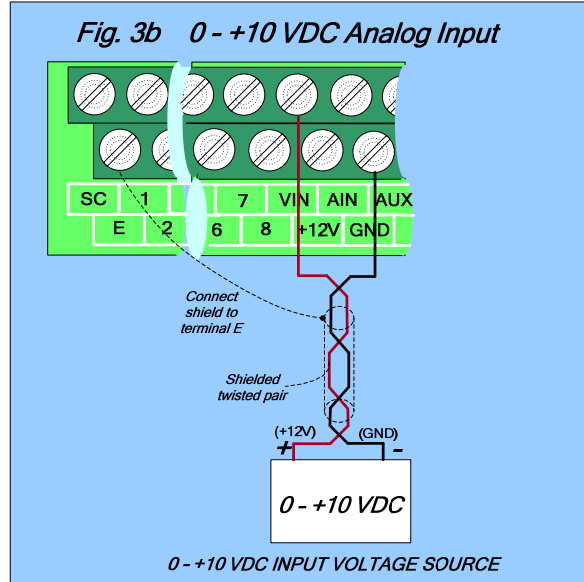 Fig. 3b 0 - +10 VDC Analog Input
SC 1 7 VIN AIN AUX
E 2 6 8 +12V GND
Connect
shield to
terminal E
Shielded
twisted pair
(+12V) (GND)
+ -
0 - +10 VDC
0 - +10 VDC INPUT VOLTAGE SOURCE